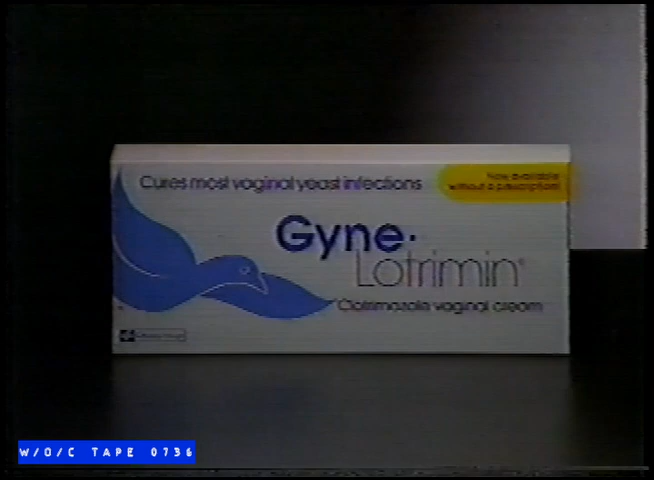 Cures most vaginal yeast infections
Now available
without a prescription!
Gyne·
Lotrimin®
Clotrimazole vaginal cream
W/O/C TAPE 0736